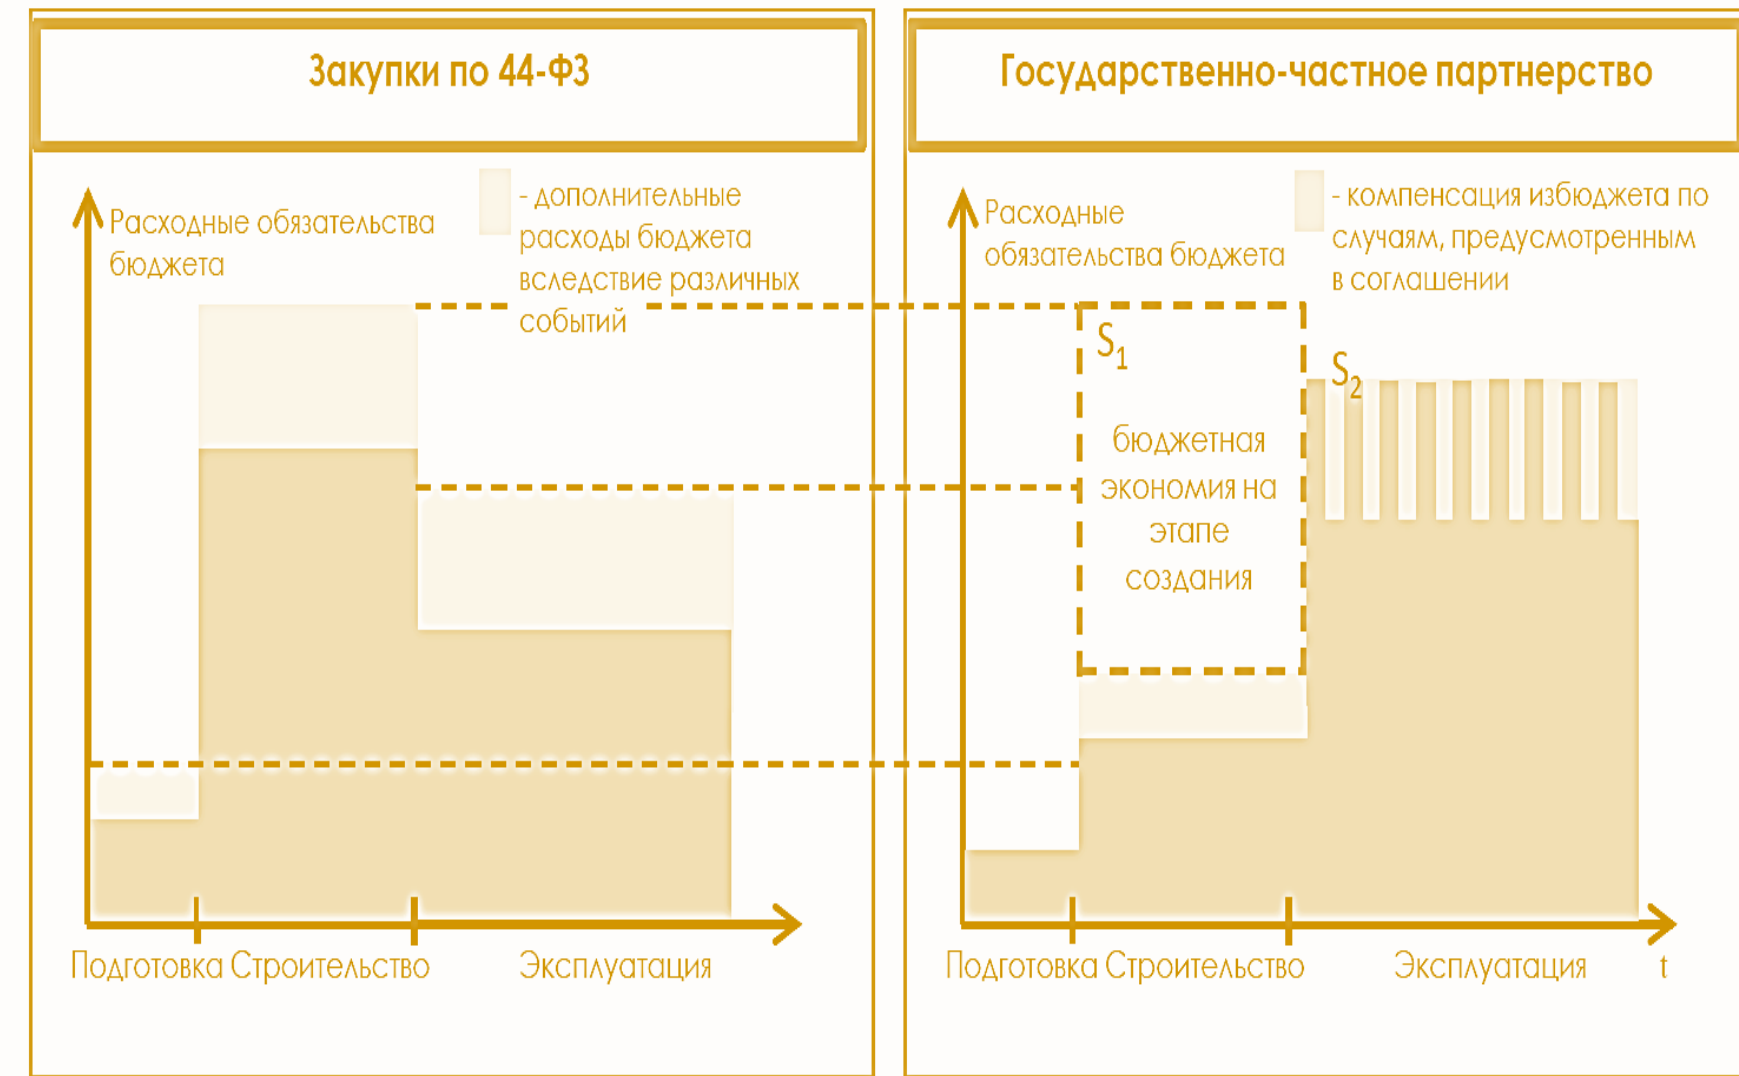 Закупки по 44-ФЗ
Расходные обязательства
бюджета
- дополнительные
расходы бюджета
вследствие различных
событий
Подготовка Строительство Эксплуатация
Государственно-частное партнерство
Расходные
обязательства бюджета
- компенсация избюджета по
случаям, предусмотренным
в соглашении
S₁
S₂
бюджетная
экономия на
этапе
создания
Подготовка Строительство Эксплуатация t